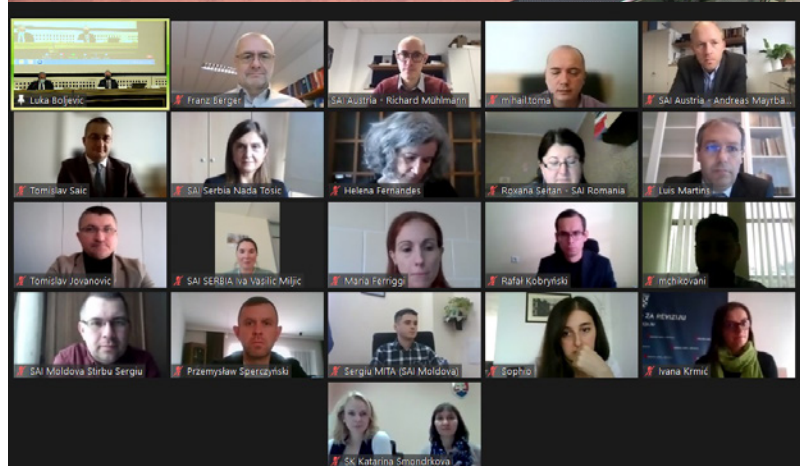 Luka Boljević
Franz Berger
SAI Austria - Richard Mühlmann
mihail.toma
SAI Austria - Andreas Mayrbä...
Tomislav Saic
SAI Serbia Nada Tosic
Helena Fernandes
Roxana Seitan - SAI Romania
Luis Martins
Tomislav Jovanovic
SAI SERBIA Iva Vasilic Miljic
Maria Ferriggi
Rafał Kobryński
mchikovani
SAI Moldova Stirbu Sergiu
Przemysław Sperczyński
Sergiu MITA (SAI Moldova)
Sophio
ZA REVIZIJU
Ivana Krmić
SK Katarina Smondrkova